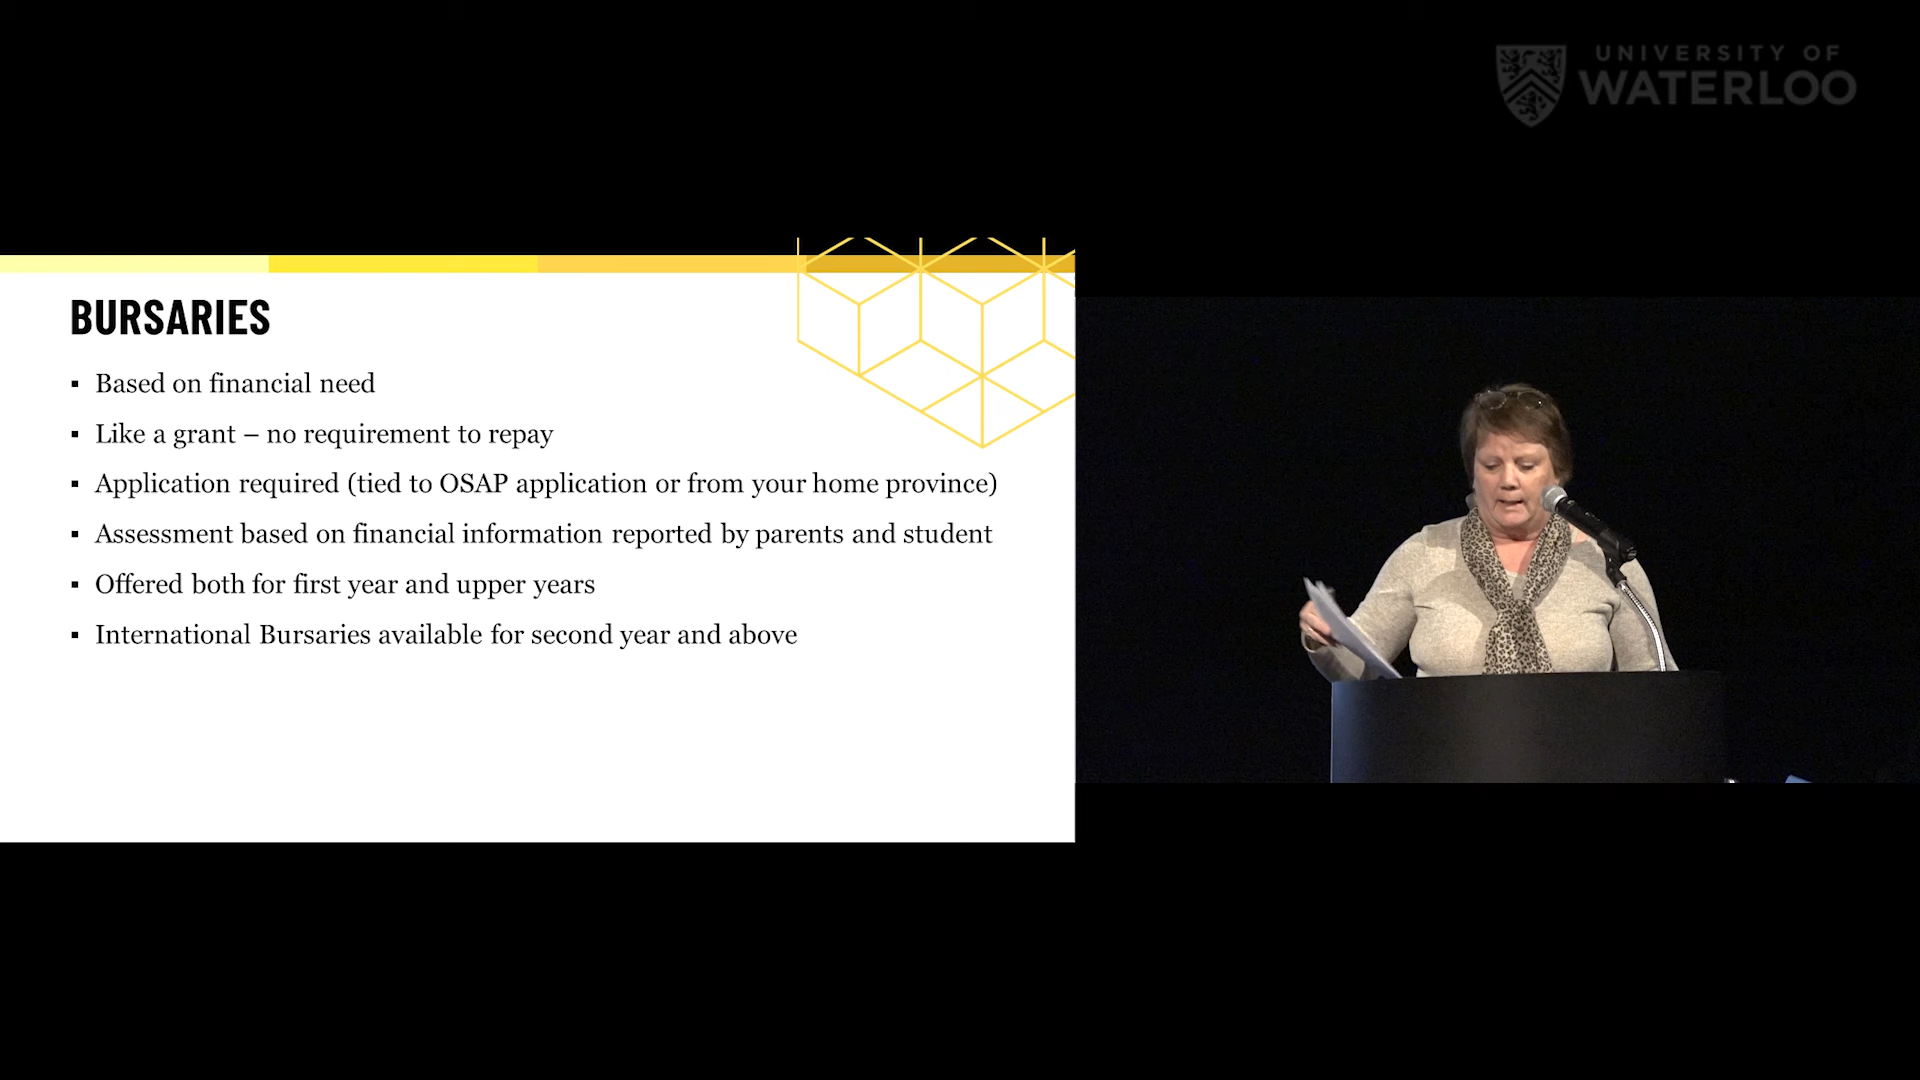 UNIVERSITY OF
WATERLOO
BURSARIES
▪ Based on financial need
▪ Like a grant – no requirement to repay
▪ Application required (tied to OSAP application or from your home province)
▪ Assessment based on financial information reported by parents and student
▪ Offered both for first year and upper years
▪ International Bursaries available for second year and above